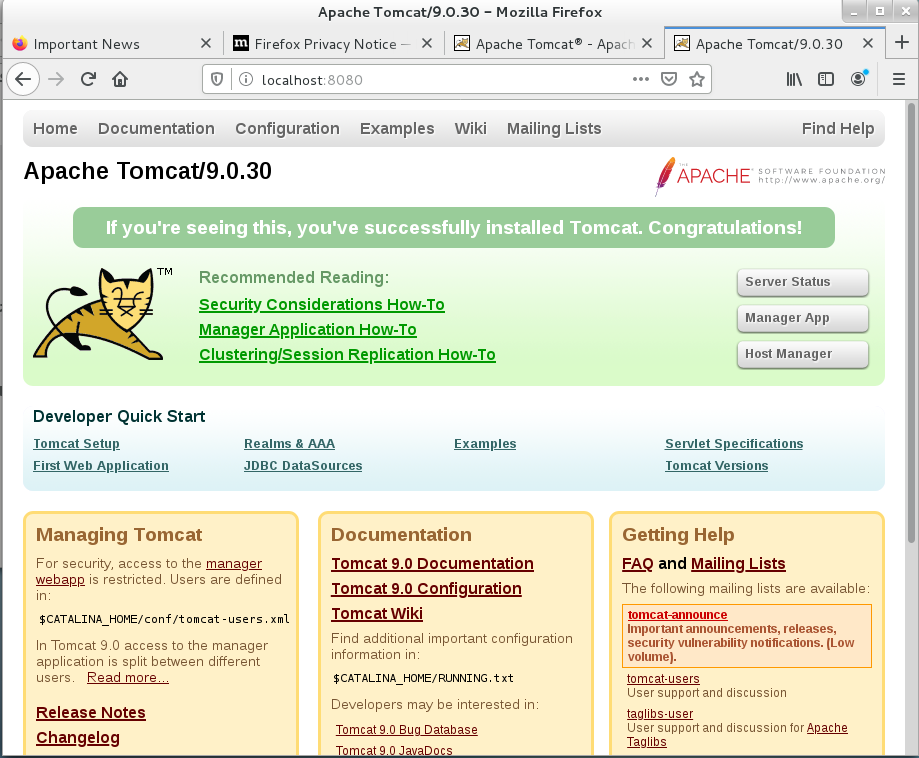 Apache Tomcat/9.0.30 – Mozilla Firefox
Important News
Firefox Privacy Notice —
Apache Tomcat® - Apach
Apache Tomcat/9.0.30
localhost:8080
Home Documentation Configuration Examples Wiki Mailing Lists Find Help
Apache Tomcat/9.0.30
THE APACHE® SOFTWARE FOUNDATION
http://www.apache.org/
If you're seeing this, you've successfully installed Tomcat. Congratulations!
TM
Recommended Reading:
Security Considerations How-To
Manager Application How-To
Clustering/Session Replication How-To
Server Status
Manager App
Host Manager
Developer Quick Start
Tomcat Setup
First Web Application
Realms & AAA
JDBC DataSources
Examples
Servlet Specifications
Tomcat Versions
Managing Tomcat
For security, access to the manager
webapp is restricted. Users are defined
in:
$CATALINA_HOME/conf/tomcat-users.xml
In Tomcat 9.0 access to the manager
application is split between different
users. Read more...
Release Notes
Changelog
Documentation
Tomcat 9.0 Documentation
Tomcat 9.0 Configuration
Tomcat Wiki
Find additional important configuration
information in:
$CATALINA_HOME/RUNNING.txt
Developers may be interested in:
Tomcat 9.0 Bug Database
Tomcat 9.0 JavaDocs
Getting Help
FAQ and Mailing Lists
The following mailing lists are available:
tomcat-announce
Important announcements, releases,
security vulnerability notifications. (Low
volume).
tomcat-users
User support and discussion
taglibs-user
User support and discussion for Apache
Taglibs